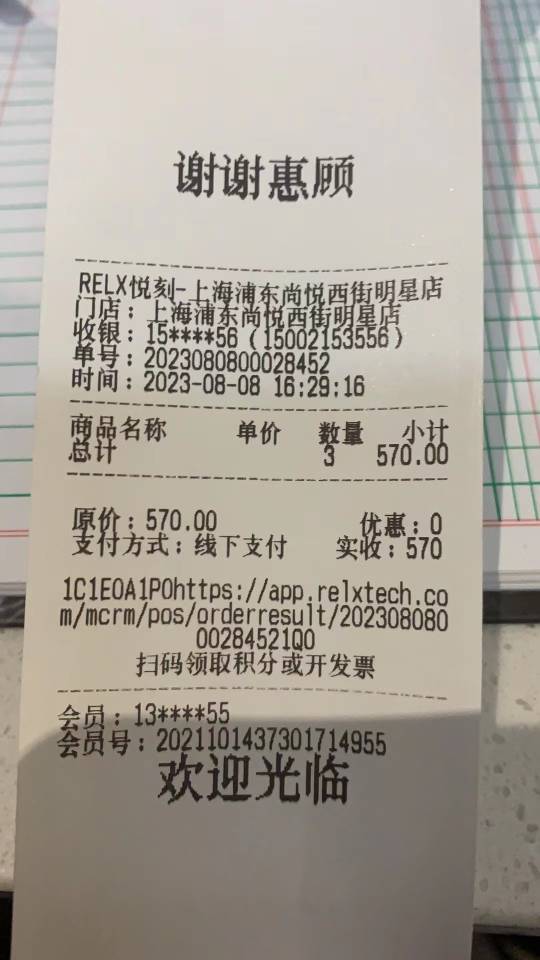 谢谢惠顾
RELX悦刻-上海浦东尚悦西街明星店
门店：上海浦东尚悦西街明星店
收银：15****56（15002153556）
单号：2023080800028452
时间：2023-08-08 16:29:16
商品名称 单价 数量 小计
总计 3 570.00
原价：570.00 优惠：0
支付方式：线下支付 实收：570
1C1E0A1P0https://app.relxtech.co
m/mcrm/pos/orderresult/202308080
00284521Q0
扫码领取积分或开发票
会员：13****55
会员号：2021101437301714955
欢迎光临